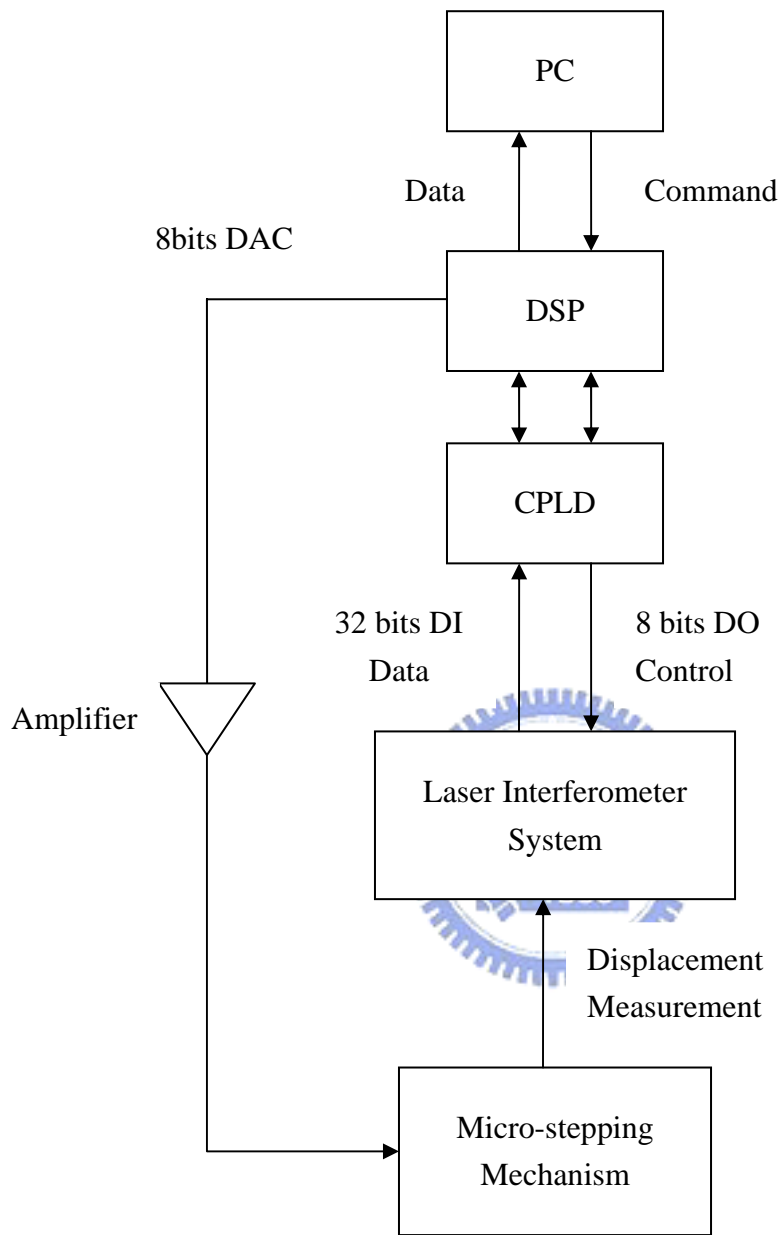 PC
Data
Command
8bits DAC
DSP
CPLD
32 bits DI
Data
8 bits DO
Control
Amplifier
Laser Interferometer
System
Displacement
Measurement
Micro-stepping
Mechanism